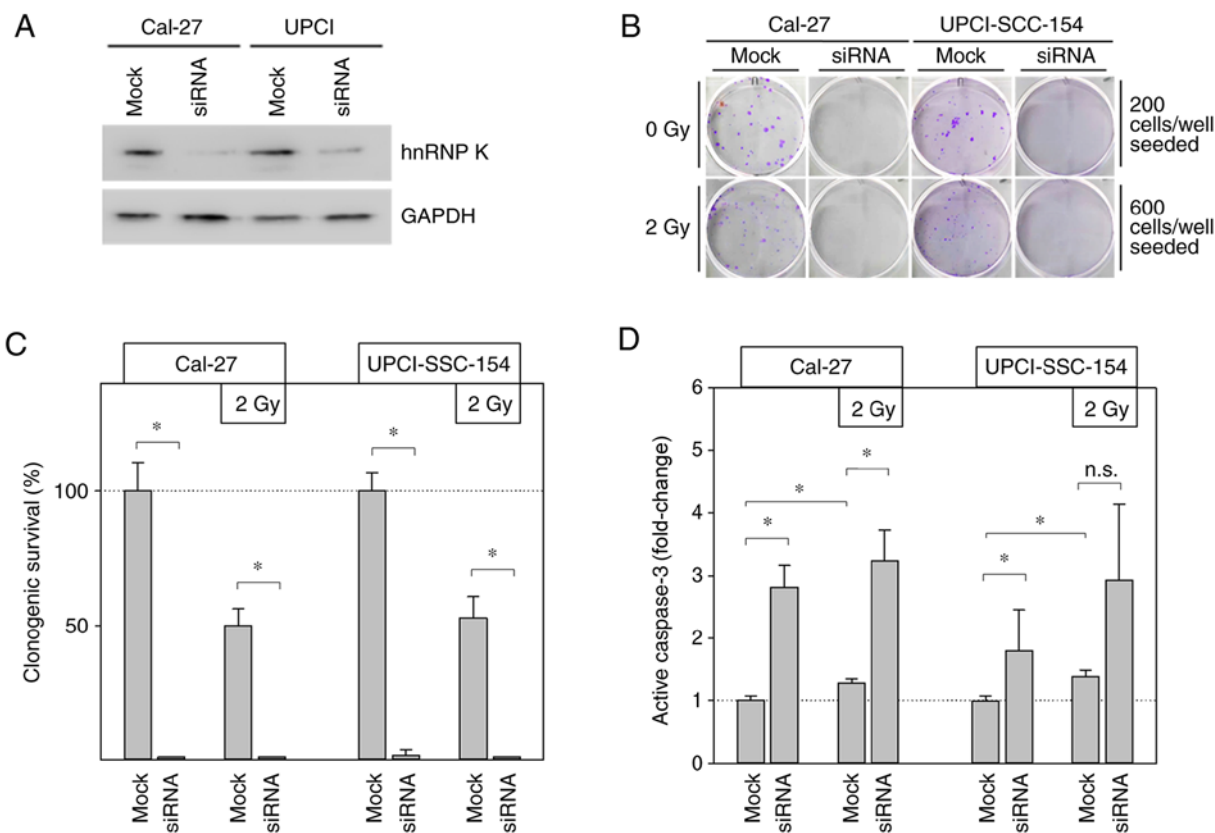 A
Cal-27 UPCI
Mock siRNA Mock siRNA
hnRNP K
GAPDH
B
Cal-27 UPCI-SCC-154
Mock siRNA Mock siRNA
0 Gy
200
cells/well
seeded
2 Gy
600
cells/well
seeded
C
Cal-27 UPCI-SSC-154
2 Gy 2 Gy
Clonogenic survival (%)
100
50
* * * *
Mock siRNA Mock siRNA Mock siRNA Mock siRNA
D
Cal-27 UPCI-SSC-154
2 Gy 2 Gy
Active caspase-3 (fold-change)
6
5
4
3
2
1
0
* * * * * n.s.
Mock siRNA Mock siRNA Mock siRNA Mock siRNA